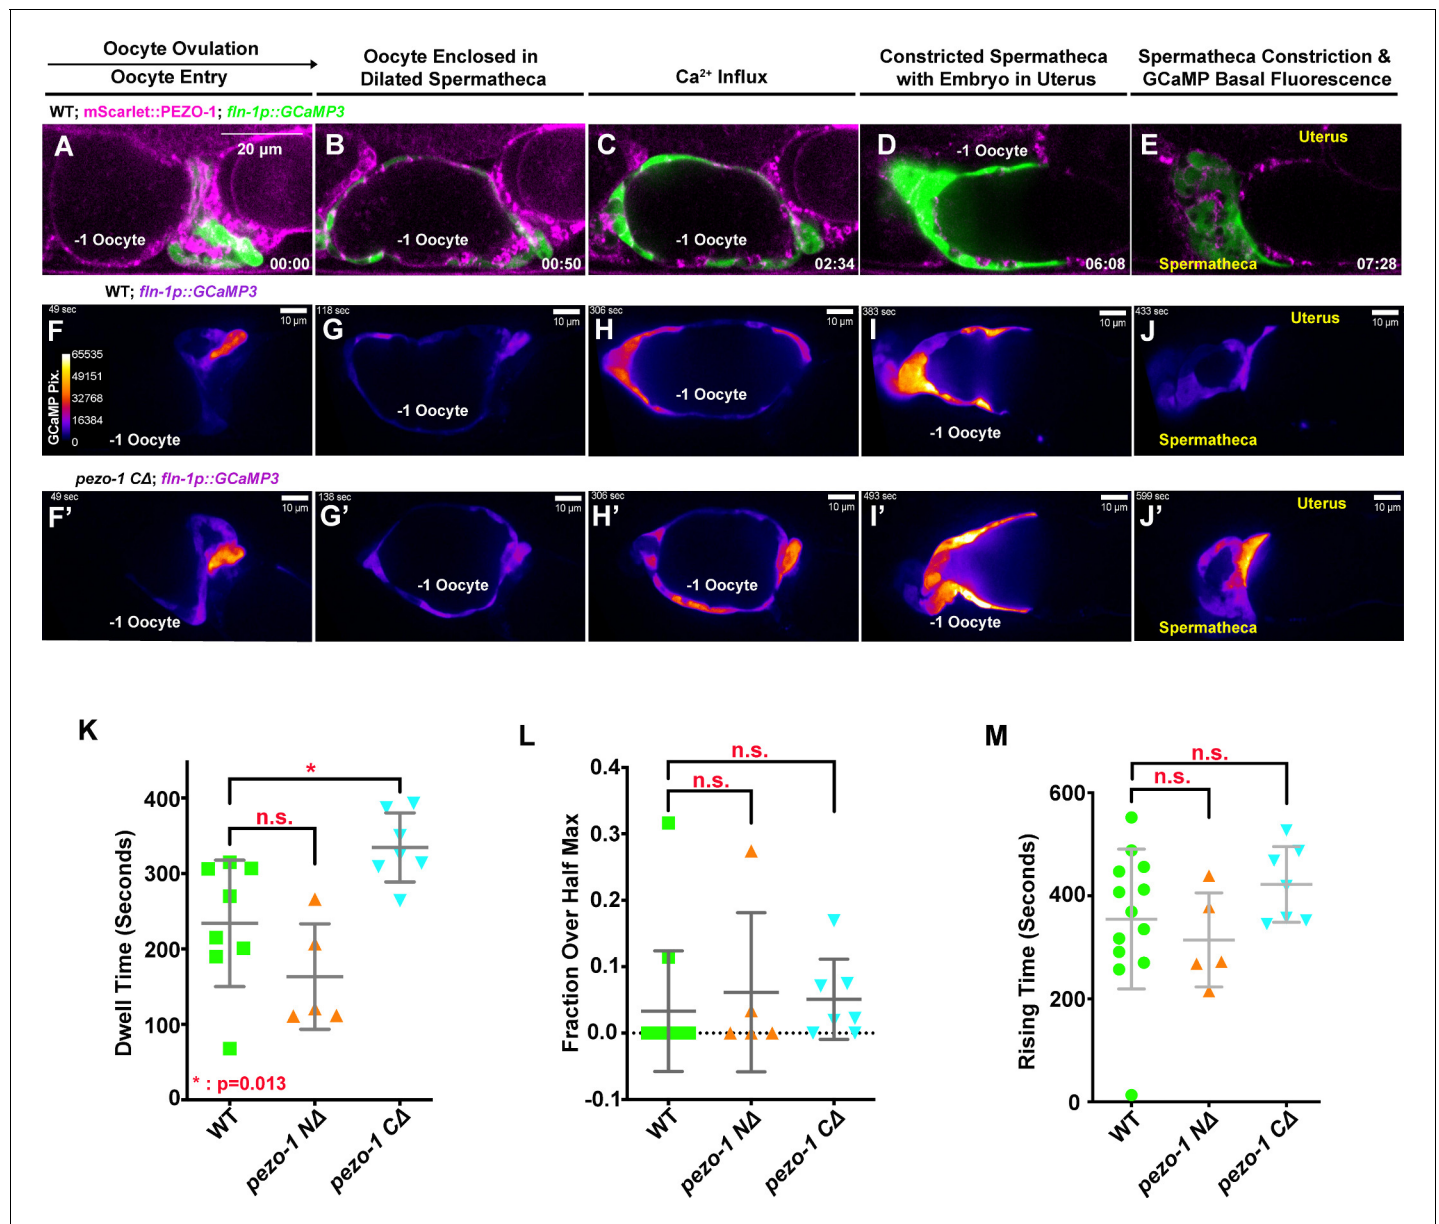 Oocyte Ovulation
Oocyte Entry
Oocyte Enclosed in
Dilated Spermatheca
Ca²⁺ Influx
Constricted Spermatheca
with Embryo in Uterus
Spermatheca Constriction &
GCaMP Basal Fluorescence
WT; mScarlet::PEZO-1; fln-1p::GCaMP3
A
20 µm
-1 Oocyte
00:00
B
-1 Oocyte
00:50
C
-1 Oocyte
02:34
D
-1 Oocyte
06:08
E
Uterus
Spermatheca
07:28
WT; fln-1p::GCaMP3
49 sec
F
10 µm
GCaMP Pix.
65535
49151
32768
16384
0
-1 Oocyte
118 sec
G
10 µm
-1 Oocyte
306 sec
H
10 µm
-1 Oocyte
383 sec
I
10 µm
-1 Oocyte
433 sec
J
Uterus
10 µm
Spermatheca
pezo-1 CΔ; fln-1p::GCaMP3
49 sec
F’
10 µm
-1 Oocyte
138 sec
G’
10 µm
-1 Oocyte
306 sec
H’
10 µm
-1 Oocyte
493 sec
I’
10 µm
-1 Oocyte
599 sec
J’
Uterus
10 µm
Spermatheca
K
Dwell Time (Seconds)
400
300
200
100
0
*
n.s.
* : p=0.013
WT
pezo-1 NΔ
pezo-1 CΔ
L
Fraction Over Half Max
0.4
0.3
0.2
0.1
0.0
-0.1
n.s.
n.s.
WT
pezo-1 NΔ
pezo-1 CΔ
M
Rising Time (Seconds)
600
400
200
0
n.s.
n.s.
WT
pezo-1 NΔ
pezo-1 CΔ